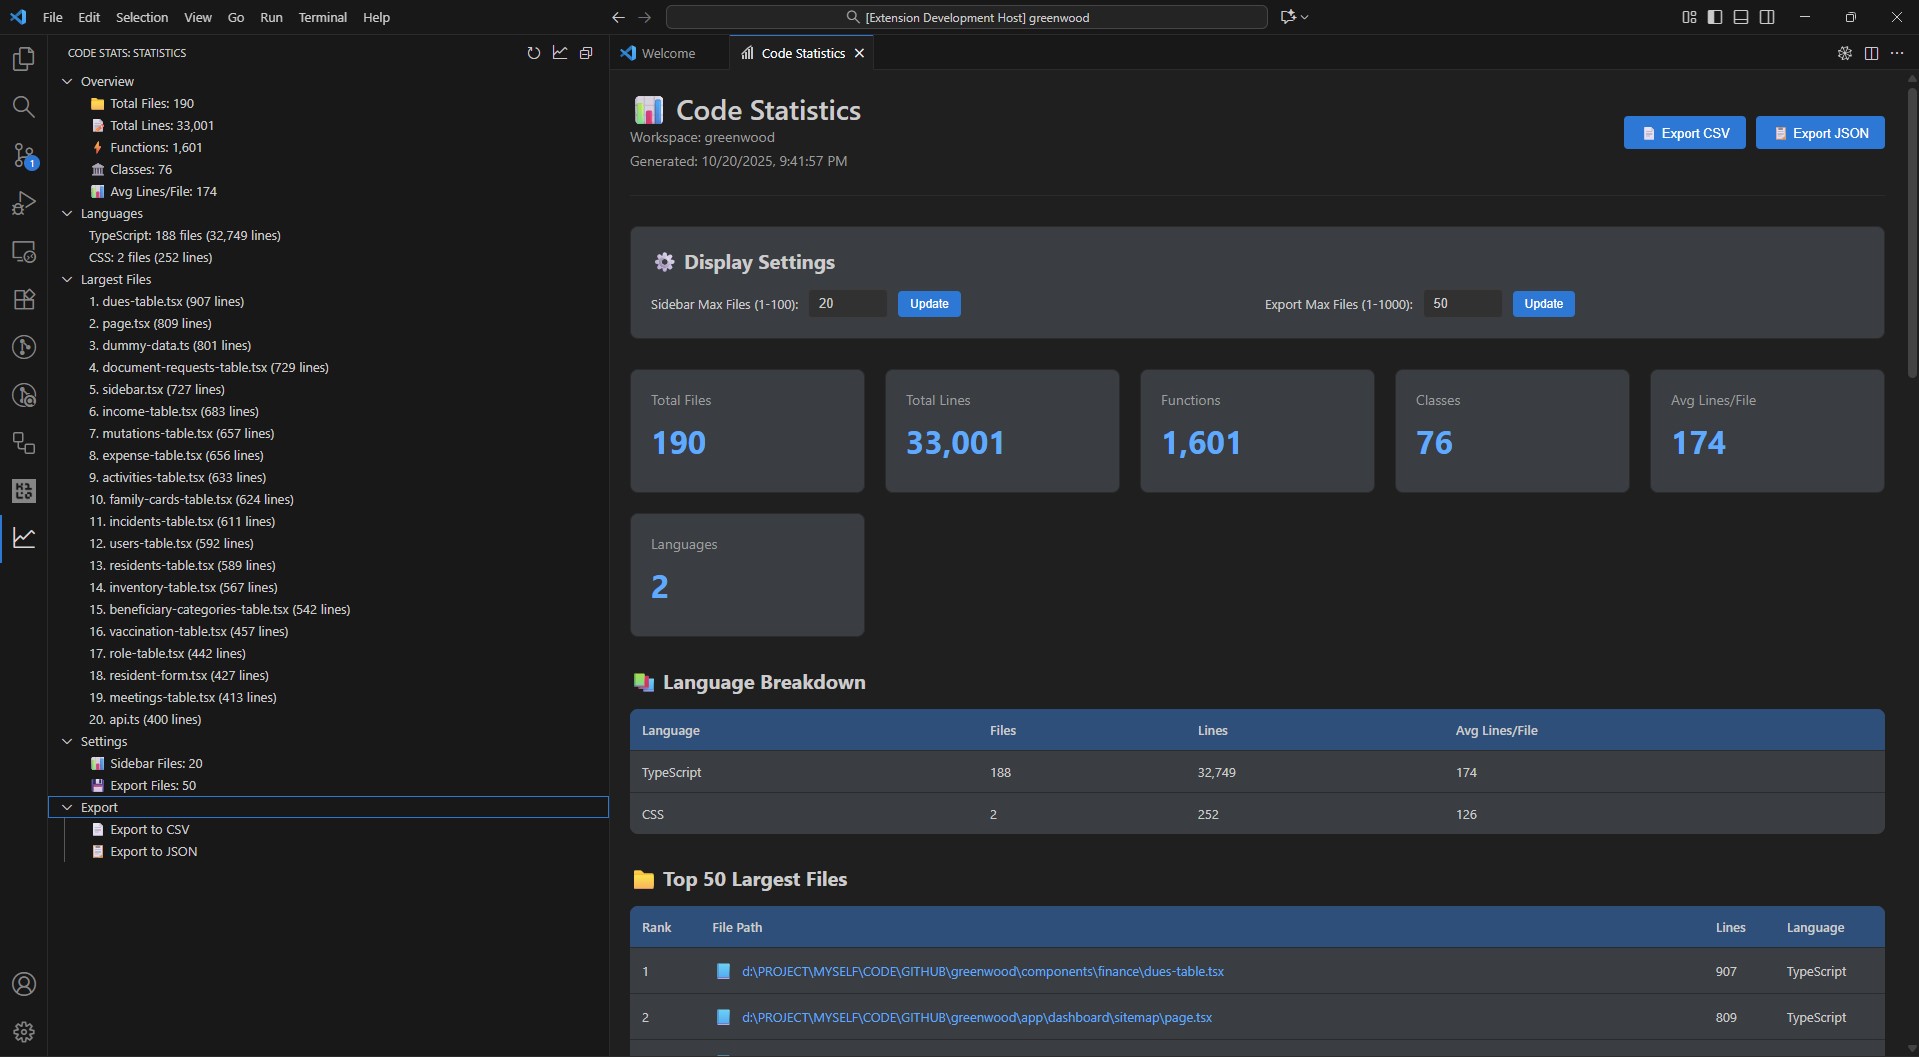 File Edit Selection View Go Run Terminal Help
[Extension Development Host] greenwood
CODE STATS: STATISTICS
Overview
Total Files: 190
Total Lines: 33,001
Functions: 1,601
Classes: 76
Avg Lines/File: 174
Languages
TypeScript: 188 files (32,749 lines)
CSS: 2 files (252 lines)
Largest Files
1. dues-table.tsx (907 lines)
2. page.tsx (809 lines)
3. dummy-data.ts (801 lines)
4. document-requests-table.tsx (729 lines)
5. sidebar.tsx (727 lines)
6. income-table.tsx (683 lines)
7. mutations-table.tsx (657 lines)
8. expense-table.tsx (656 lines)
9. activities-table.tsx (633 lines)
10. family-cards-table.tsx (624 lines)
11. incidents-table.tsx (611 lines)
12. users-table.tsx (592 lines)
13. residents-table.tsx (589 lines)
14. inventory-table.tsx (567 lines)
15. beneficiary-categories-table.tsx (542 lines)
16. vaccination-table.tsx (457 lines)
17. role-table.tsx (442 lines)
18. resident-form.tsx (427 lines)
19. meetings-table.tsx (413 lines)
20. api.ts (400 lines)
Settings
Sidebar Files: 20
Export Files: 50
Export
Export to CSV
Export to JSON
1
Welcome
Code Statistics
Code Statistics
Workspace: greenwood
Generated: 10/20/2025, 9:41:57 PM
Export CSV
Export JSON
Display Settings
Sidebar Max Files (1-100): 20 Update
Export Max Files (1-1000): 50 Update
Total Files
190
Total Lines
33,001
Functions
1,601
Classes
76
Avg Lines/File
174
Languages
2
Language Breakdown
Language Files Lines Avg Lines/File
TypeScript 188 32,749 174
CSS 2 252 126
Top 50 Largest Files
Rank File Path Lines Language
1 d:\PROJECT\MYSELF\CODE\GITHUB\greenwood\components\finance\dues-table.tsx 907 TypeScript
2 d:\PROJECT\MYSELF\CODE\GITHUB\greenwood\app\dashboard\sitemap\page.tsx 809 TypeScript